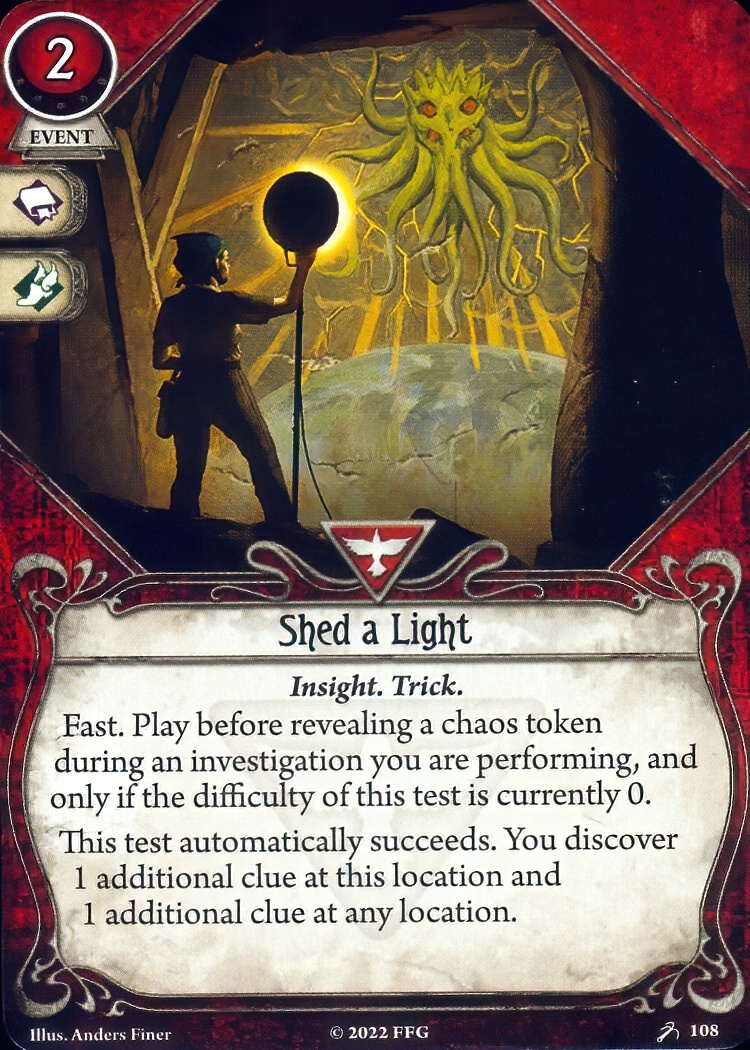 2
EVENT
Shed a Light
Insight. Trick.
Fast. Play before revealing a chaos token
during an investigation you are performing, and
only if the difficulty of this test is currently 0.
This test automatically succeeds. You discover
1 additional clue at this location and
1 additional clue at any location.
Illus. Anders Finer
© 2022 FFG
108